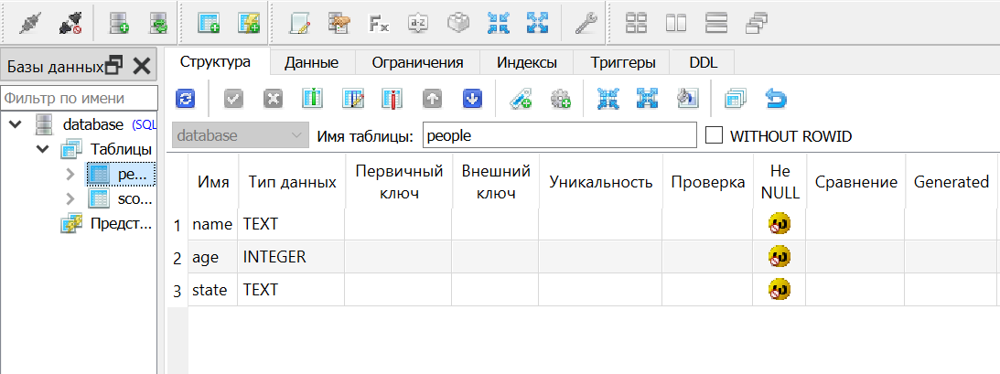 Базы данных
Фильтр по имени
database (SQL
Таблицы
pe...
sco...
Предст...
Структура
Данные
Ограничения
Индексы
Триггеры
DDL
database
Имя таблицы:
people
WITHOUT ROWID
Имя
Тип данных
Первичный
ключ
Внешний
ключ
Уникальность
Проверка
Не
NULL
Сравнение
Generated
1 name TEXT
2 age INTEGER
3 state TEXT